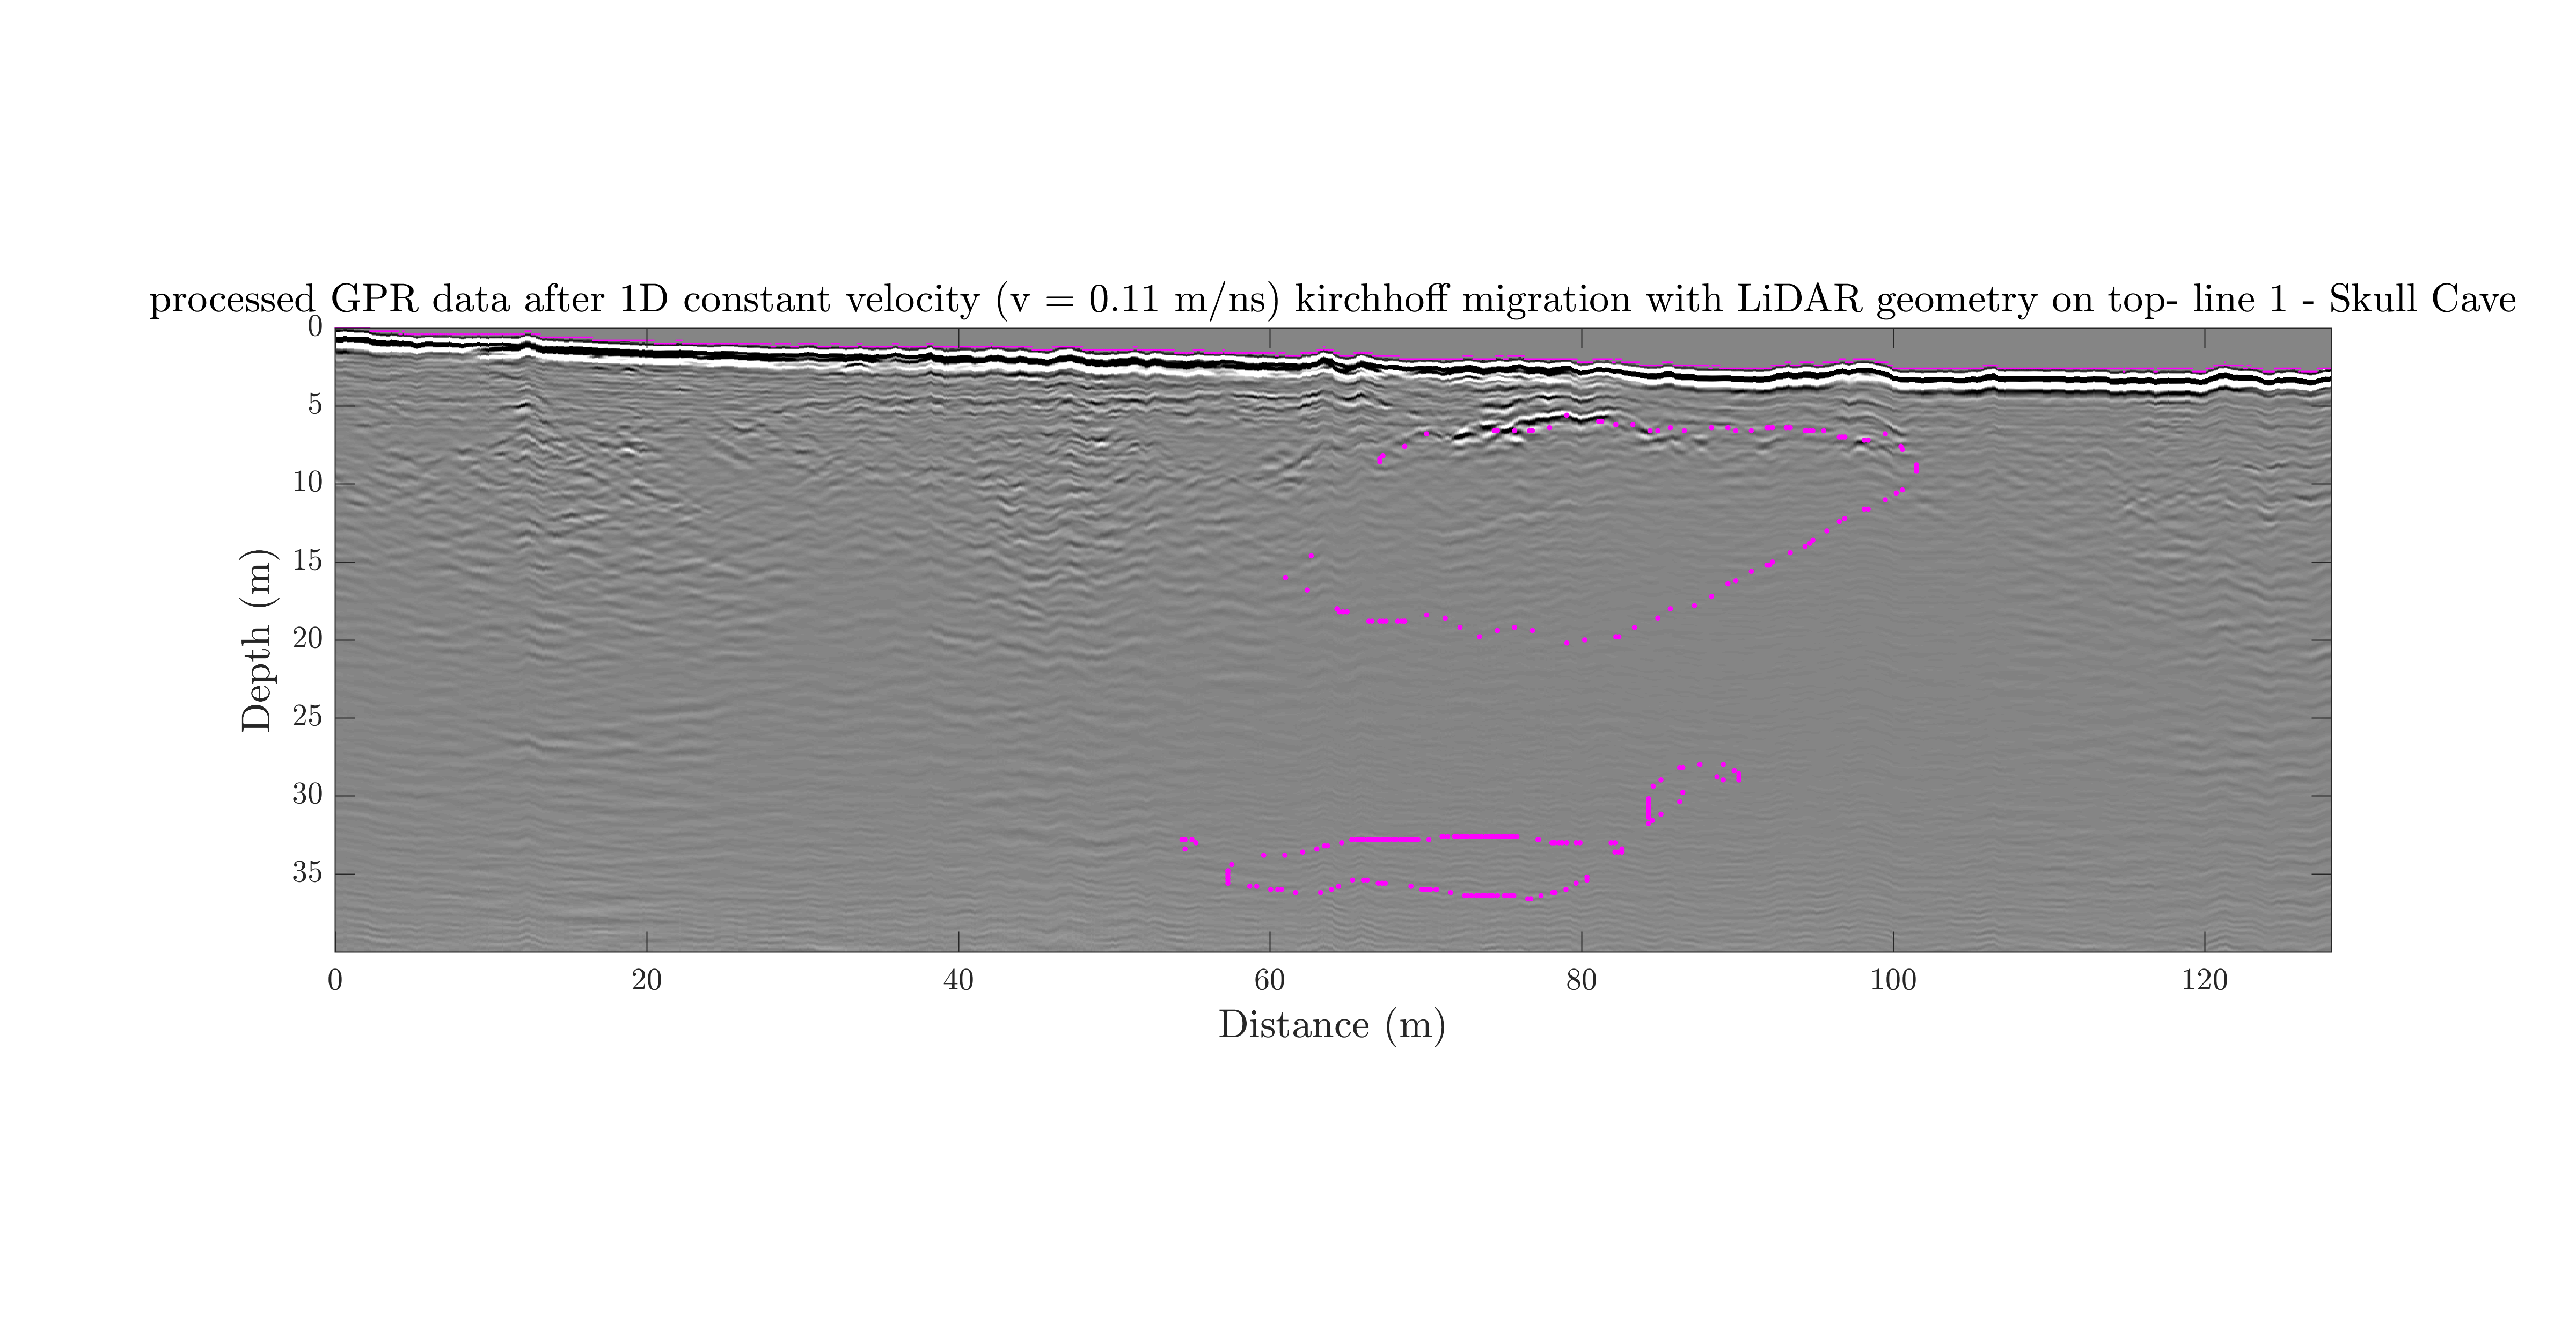 processed GPR data after 1D constant velocity (v = 0.11 m/ns) kirchhoff migration with LiDAR geometry on top- line 1 - Skull Cave
0
5
10
15
20
25
30
35
Depth (m)
0 20 40 60 80 100 120
Distance (m)